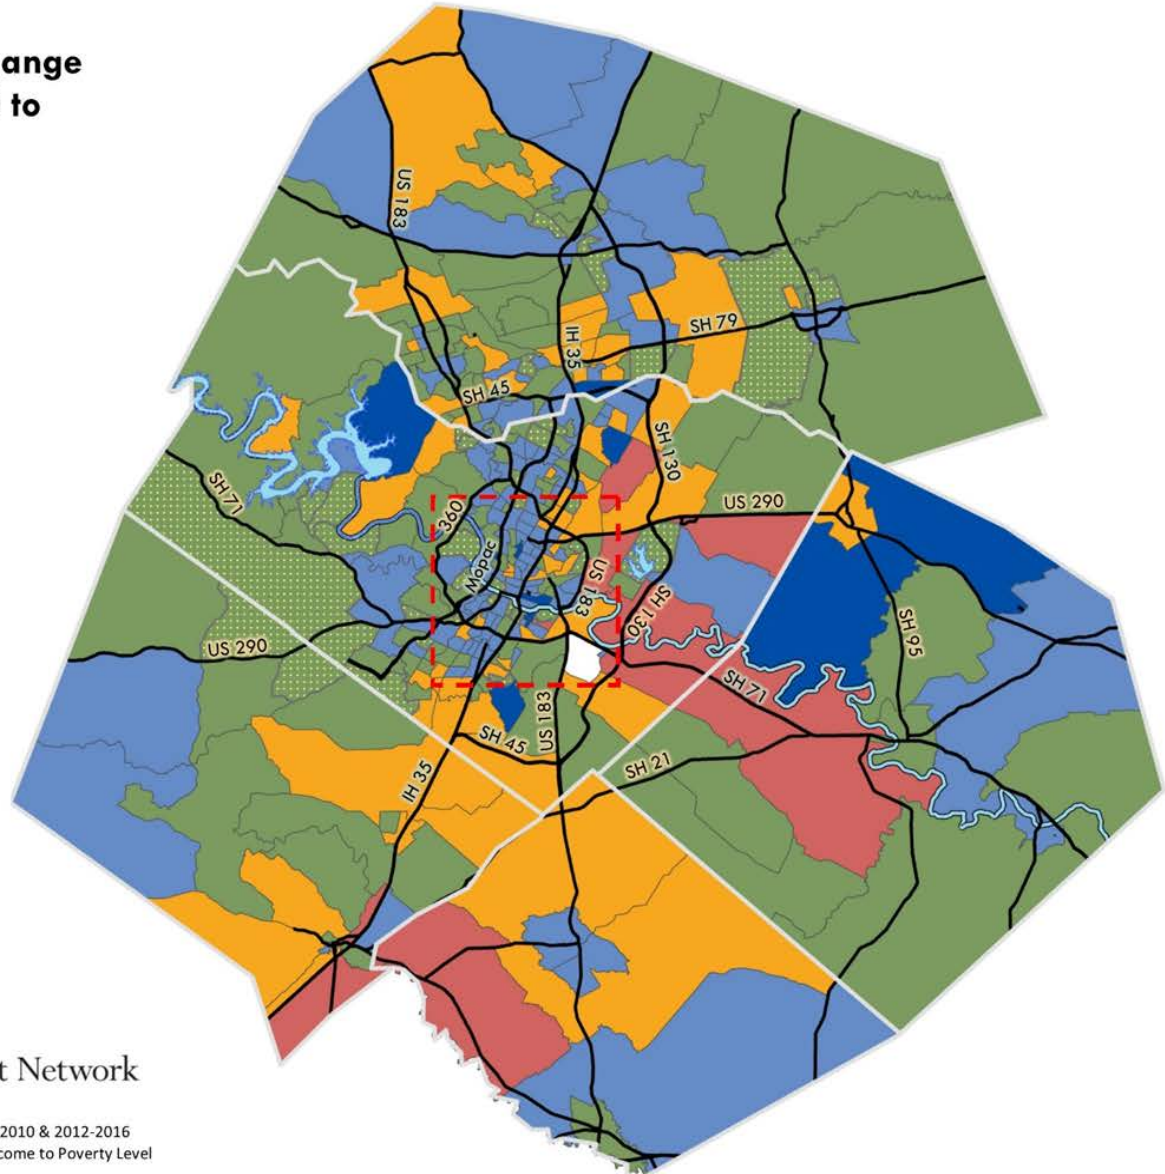 ange
to
US 183
IH 35
SH 79
SH 45
SH 130
SH 71
360
US 290
Mopac
US 183
SH 130
SH 95
US 290
SH 71
US 183
SH 45
SH 21
IH 35
t Network
2010 & 2012-2016
come to Poverty Level